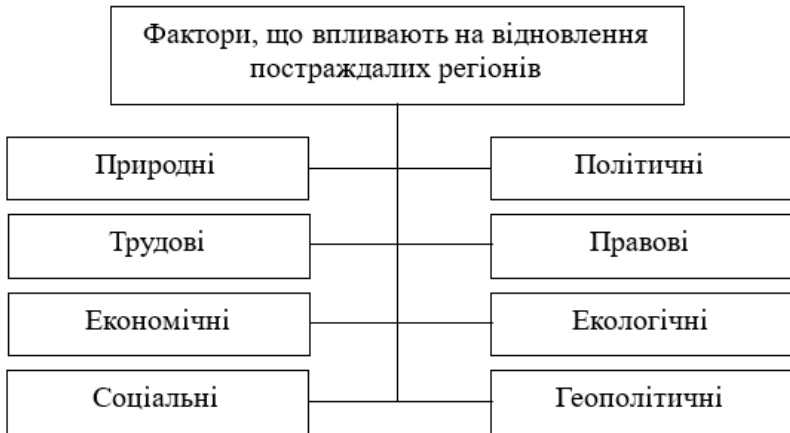 Фактори, що впливають на відновлення
постраждалих регіонів
Природні
Політичні
Трудові
Правові
Економічні
Екологічні
Соціальні
Геополітичні